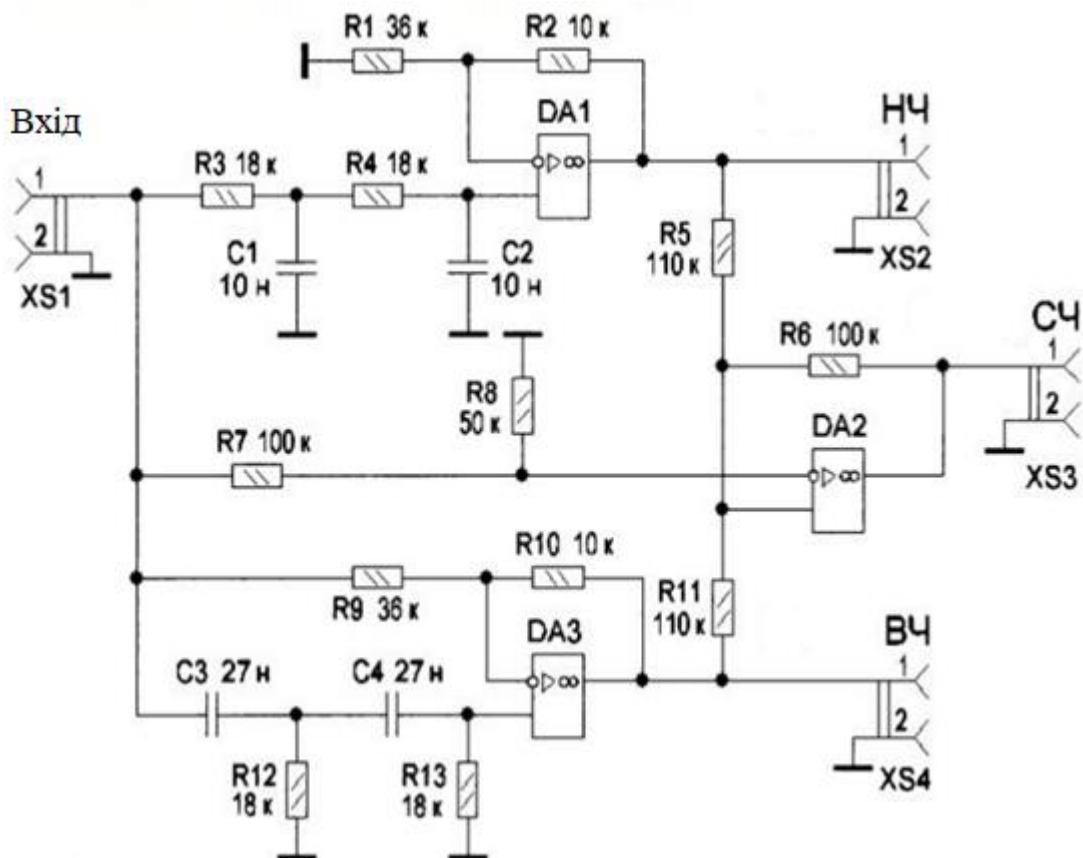 R1 36 к
R2 10 к
Вхід
DA1
НЧ
1
R3 18 к
R4 18 к
1
2
2
XS1
C1
10 н
C2
10 н
R5
110 к
XS2
СЧ
R6 100 к
1
R8
50 к
2
DA2
R7 100 к
XS3
R10 10 к
R9 36 к
R11
110 к
DA3
ВЧ
1
C3 27 н
C4 27 н
2
R12
18 к
R13
18 к
XS4